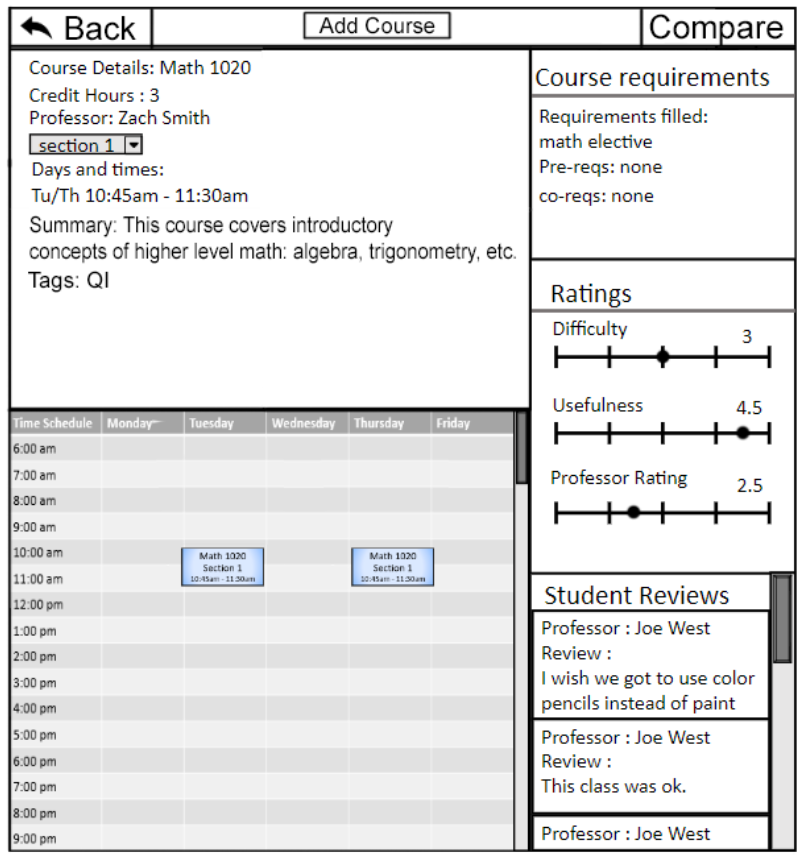 Back
Add Course
Compare
Course Details: Math 1020
Credit Hours : 3
Professor: Zach Smith
section 1
Days and times:
Tu/Th 10:45am - 11:30am
Summary: This course covers introductory
concepts of higher level math: algebra, trigonometry, etc.
Tags: QI
Course requirements
Requirements filled:
math elective
Pre-reqs: none
co-reqs: none
Ratings
Difficulty
3
Usefulness
4.5
Professor Rating
2.5
Time Schedule Monday Tuesday Wednesday Thursday Friday
6:00 am
7:00 am
8:00 am
9:00 am
10:00 am
11:00 am
12:00 pm
1:00 pm
2:00 pm
3:00 pm
4:00 pm
5:00 pm
6:00 pm
7:00 pm
8:00 pm
9:00 pm
Math 1020
Section 1
10:45am - 11:30am
Math 1020
Section 1
10:45am - 11:30am
Student Reviews
Professor : Joe West
Review :
I wish we got to use color
pencils instead of paint
Professor : Joe West
Review :
This class was ok.
Professor : Joe West